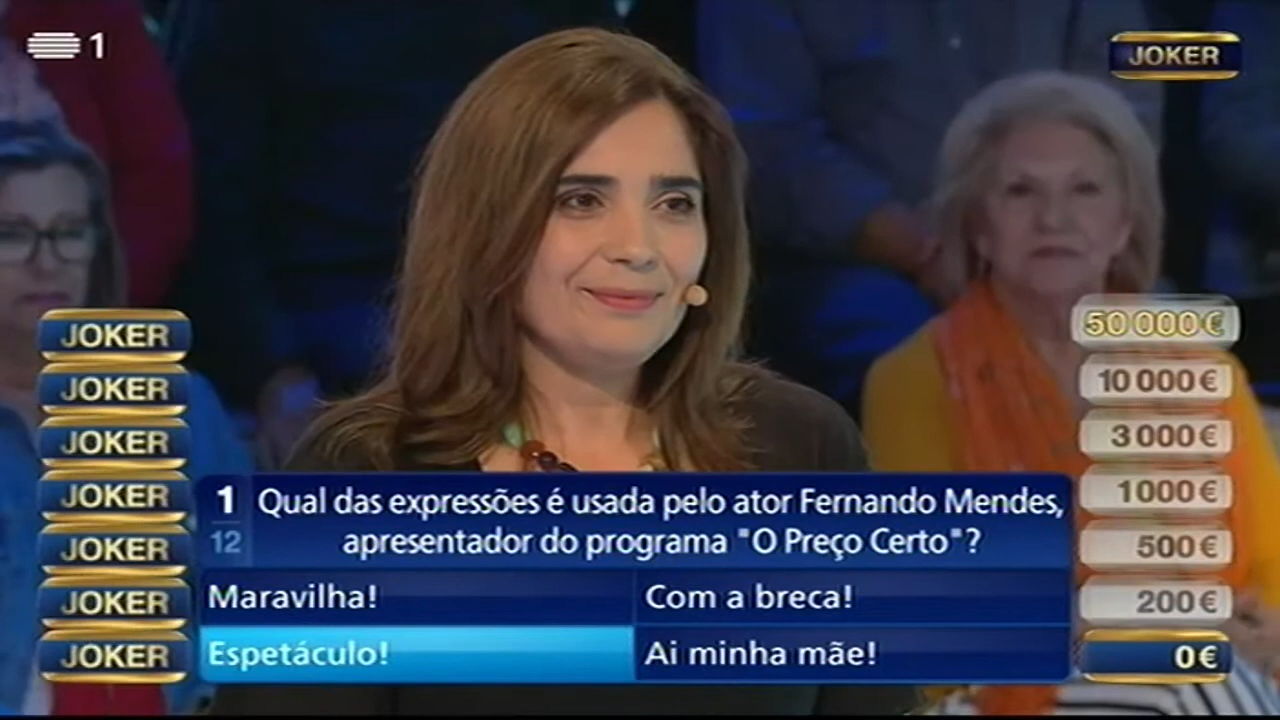 1
JOKER
JOKER
JOKER
JOKER
JOKER
JOKER
JOKER
JOKER
50 000€
10 000€
3 000€
1 000€
500€
200€
0€
1
12
Qual das expressões é usada pelo ator Fernando Mendes,
apresentador do programa "O Preço Certo"?
Maravilha!
Com a breca!
Espetáculo!
Ai minha mãe!